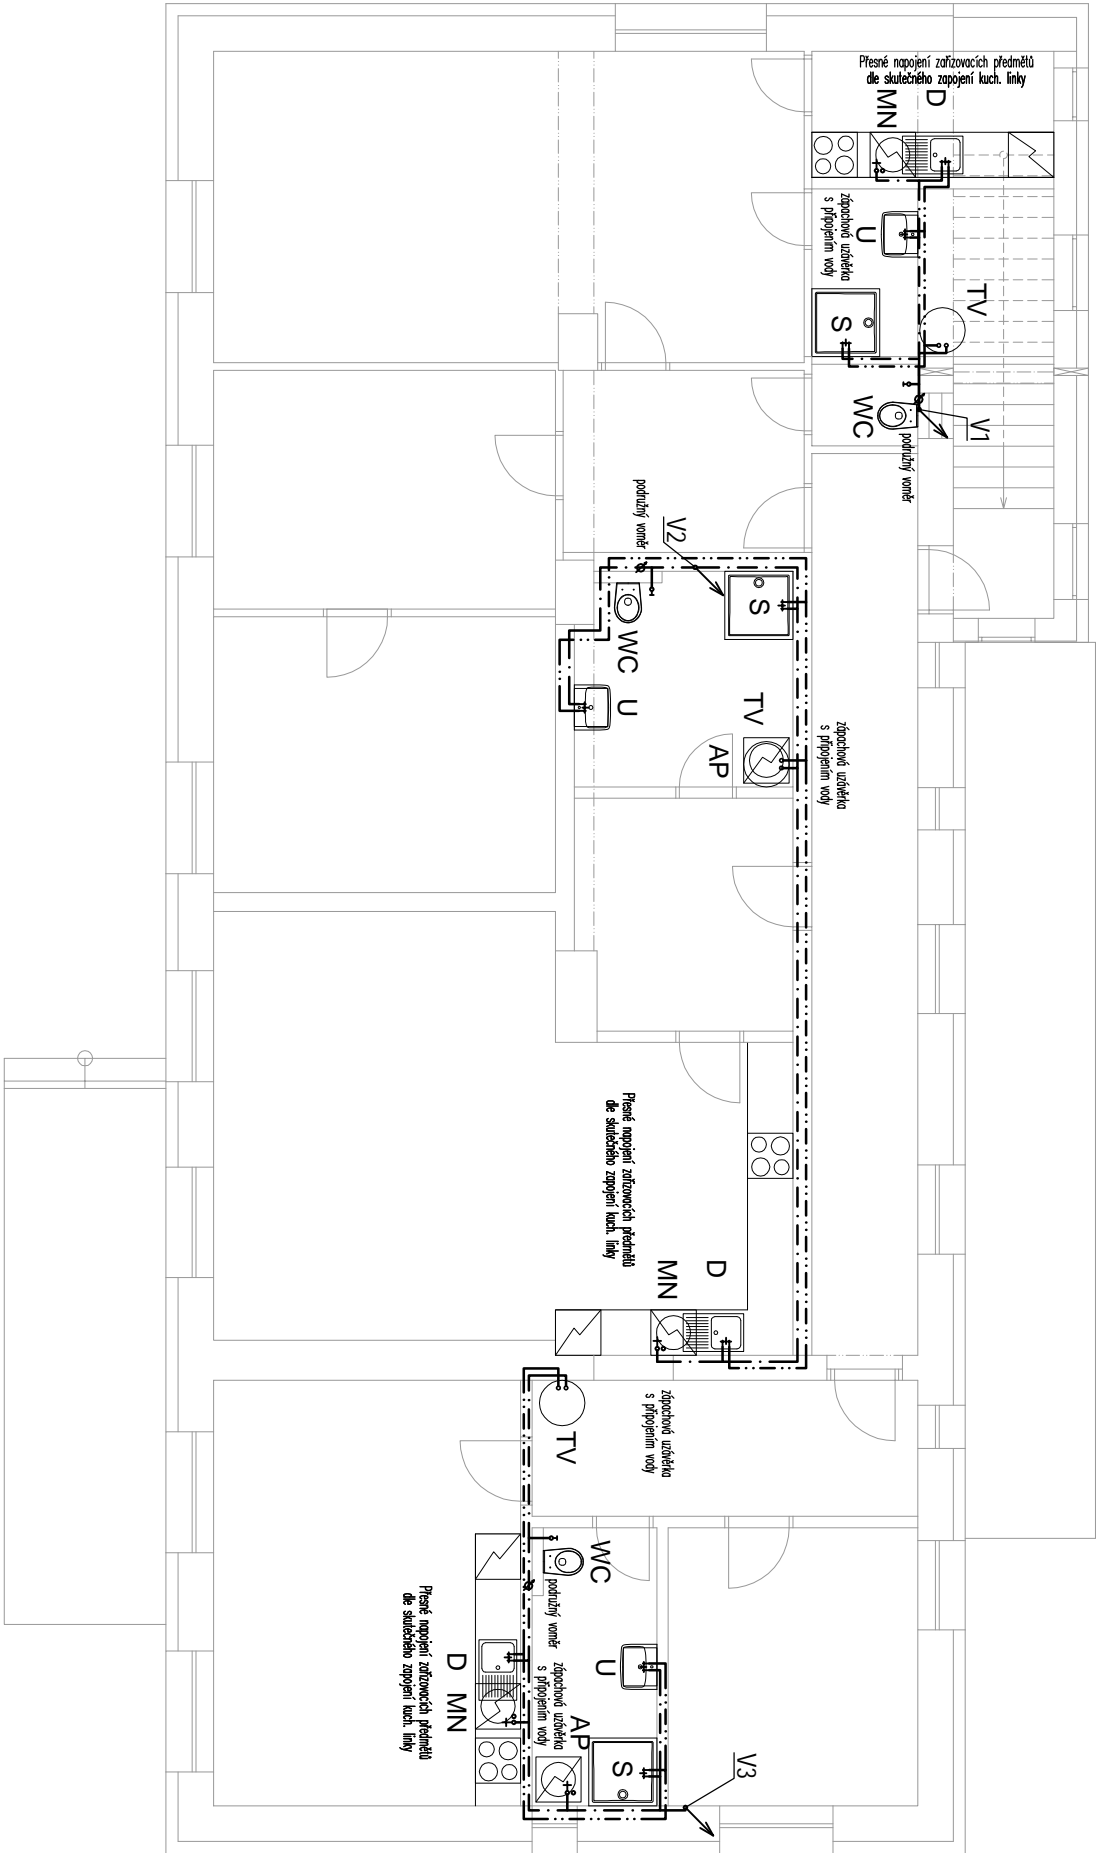 Přesné napojení zařizovacích předmětů
dle skutečného zapojení kuch. linky
D
MN
zápachová uzávěrka
s připojením vody
U
TV
S
WC
V1
podružný voměr
podružný voměr
V2
S
WC
U
TV
AP
zápachová uzávěrka
s připojením vody
Přesné napojení zařizovacích předmětů
dle skutečného zapojení kuch. linky
D
MN
zápachová uzávěrka
s připojením vody
TV
WC
podružný voměr
Přesné napojení zařizovacích předmětů
dle skutečného zapojení kuch. linky
D MN
U
zápachová uzávěrka
s připojením vody
AP
S
V3